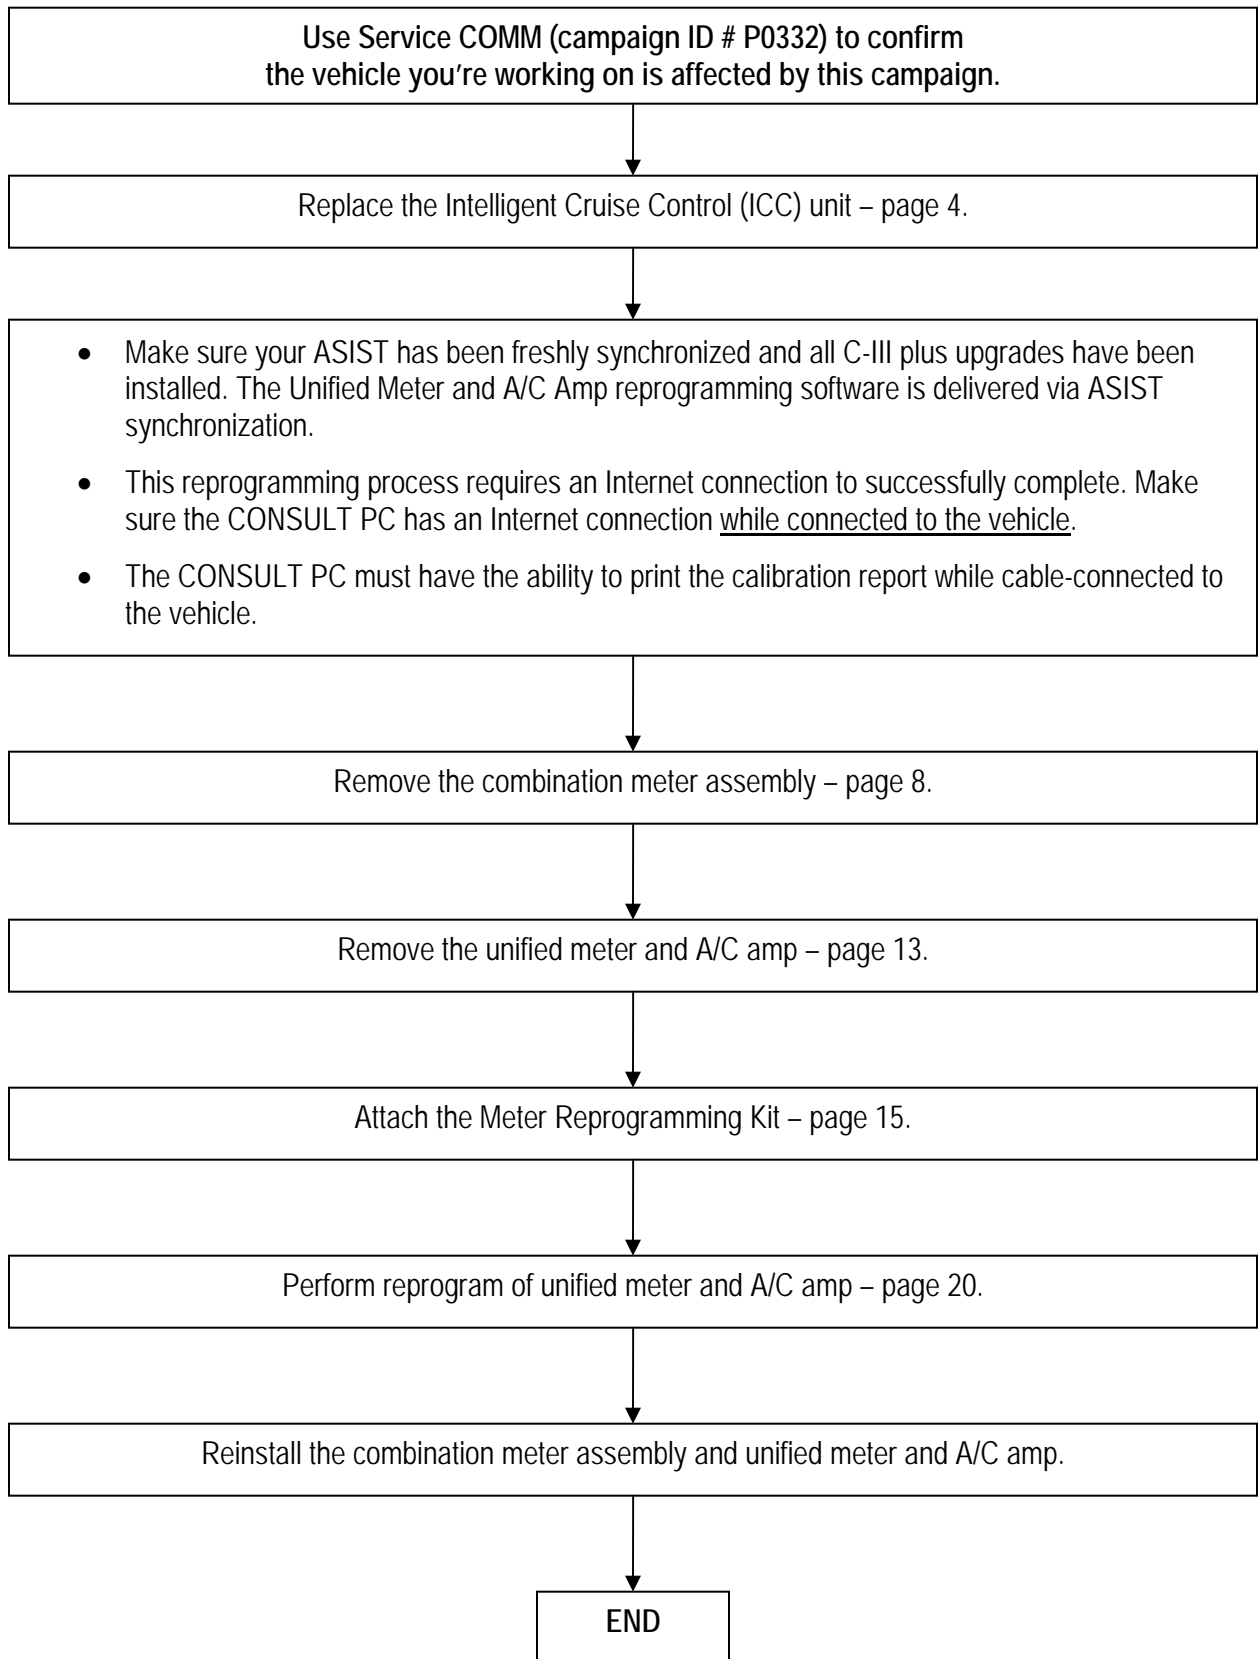 Use Service COMM (campaign ID # P0332) to confirm
the vehicle you're working on is affected by this campaign.
Replace the Intelligent Cruise Control (ICC) unit – page 4.
• Make sure your ASIST has been freshly synchronized and all C-III plus upgrades have been
installed. The Unified Meter and A/C Amp reprogramming software is delivered via ASIST
synchronization.
• This reprogramming process requires an Internet connection to successfully complete. Make
sure the CONSULT PC has an Internet connection while connected to the vehicle.
• The CONSULT PC must have the ability to print the calibration report while cable-connected to
the vehicle.
Remove the combination meter assembly – page 8.
Remove the unified meter and A/C amp – page 13.
Attach the Meter Reprogramming Kit – page 15.
Perform reprogram of unified meter and A/C amp – page 20.
Reinstall the combination meter assembly and unified meter and A/C amp.
END